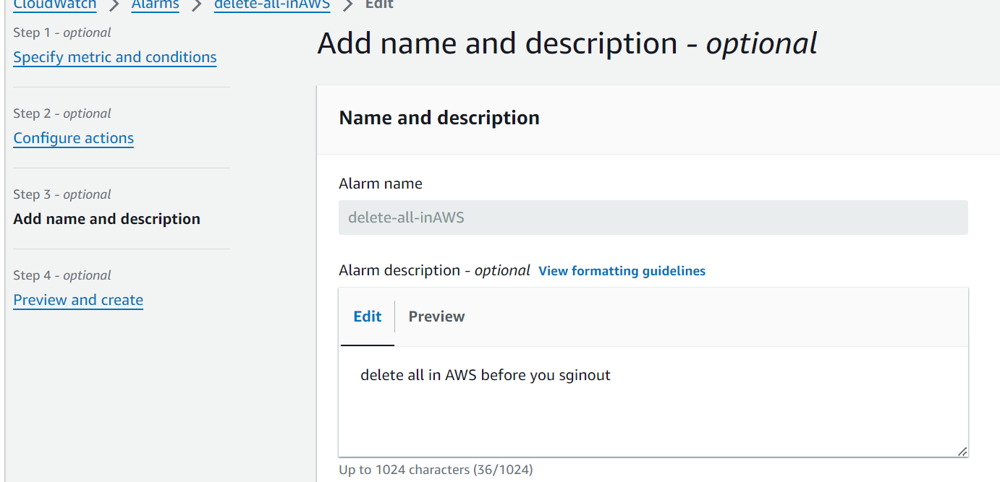 CloudWatch > Alarms > delete-all-inAWS > Edit
Step 1 - optional
Specify metric and conditions
Step 2 - optional
Configure actions
Step 3 - optional
Add name and description
Step 4 - optional
Preview and create
Add name and description - optional
Name and description
Alarm name
delete-all-inAWS
Alarm description - optional View formatting guidelines
Edit Preview
delete all in AWS before you sginout
Up to 1024 characters (36/1024)